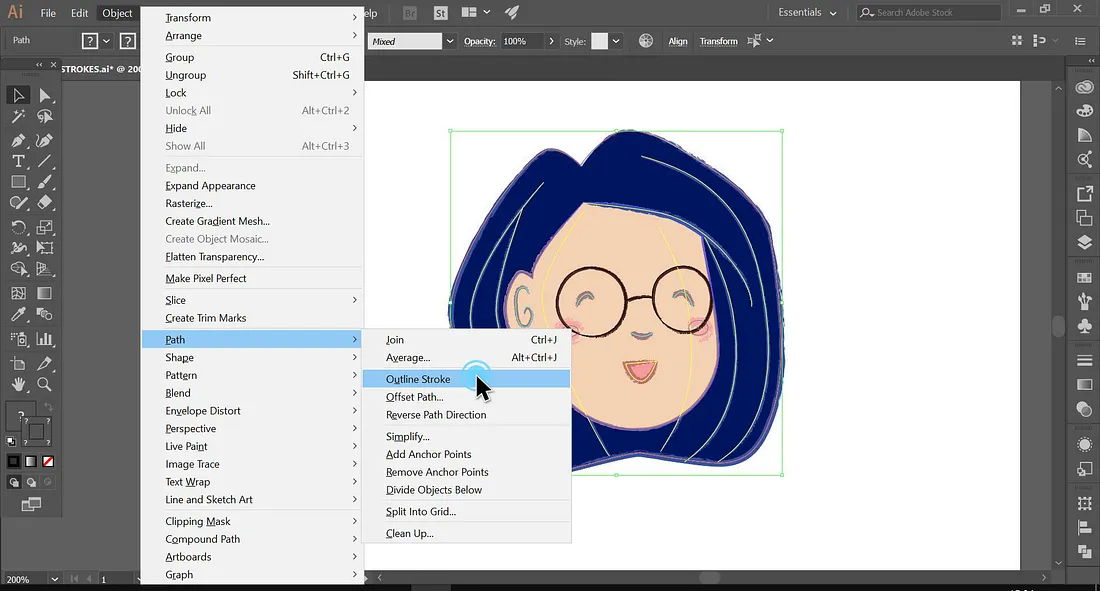 Ai File Edit Object elp Br St Essentials Search Adobe Stock
Path ? ? Mixed Opacity: 100% Style: Align Transform
STROKES.ai* @ 200
Transform
Arrange
Group Ctrl+G
Ungroup Shift+Ctrl+G
Lock
Unlock All Alt+Ctrl+2
Hide
Show All Alt+Ctrl+3
Expand...
Expand Appearance
Rasterize...
Create Gradient Mesh...
Create Object Mosaic...
Flatten Transparency...
Make Pixel Perfect
Slice
Create Trim Marks
Path
Shape
Pattern
Blend
Envelope Distort
Perspective
Live Paint
Image Trace
Text Wrap
Line and Sketch Art
Clipping Mask
Compound Path
Artboards
Graph
Join Ctrl+J
Average... Alt+Ctrl+J
Outline Stroke
Offset Path...
Reverse Path Direction
Simplify...
Add Anchor Points
Remove Anchor Points
Divide Objects Below
Split Into Grid...
Clean Up...
200% 1